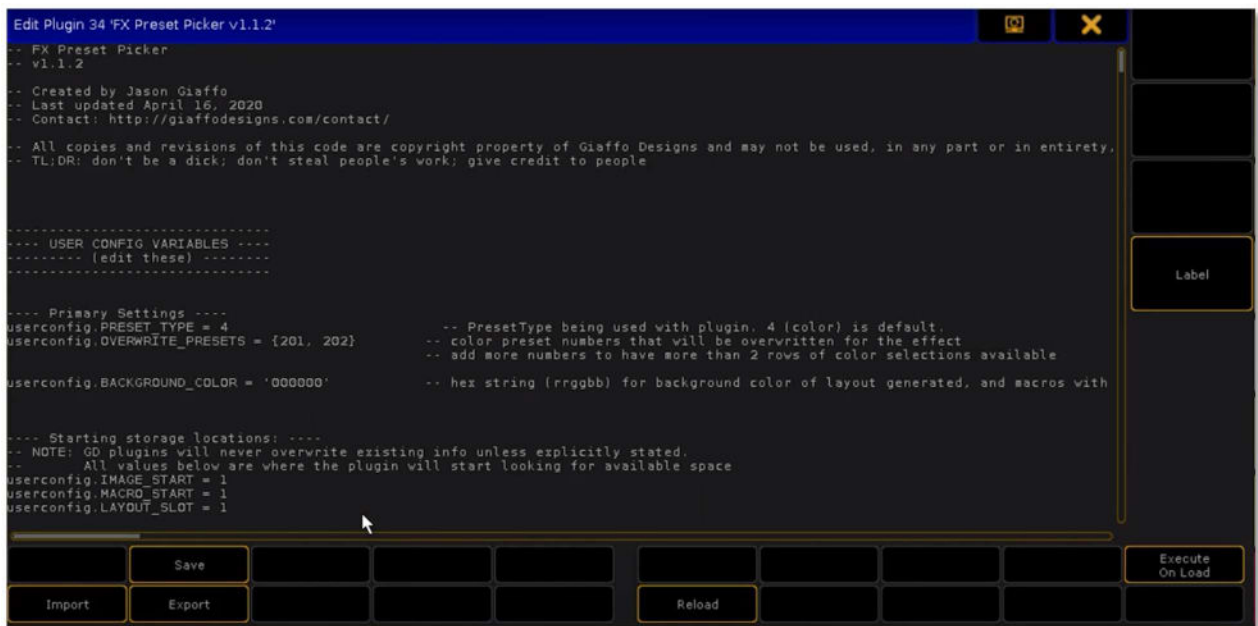 Edit Plugin 34 'FX Preset Picker v1.1.2'
-- FX Preset Picker
-- v1.1.2
-- Created by Jason Giaffo
-- Last updated April 16, 2020
-- Contact: http://giaffodesigns.com/contact/
-- All copies and revisions of this code are copyright property of Giaffo Designs and may not be used, in any part or in entirety,
-- TL;DR: don't be a dick; don't steal people's work; give credit to people
--------------------------------
---- USER CONFIG VARIABLES ----
--------- (edit these) --------
--------------------------------
Label
---- Primary Settings ----
userconfig.PRESET_TYPE = 4 -- PresetType being used with plugin. 4 (color) is default.
userconfig.OVERWRITE_PRESETS = {201, 202} -- color preset numbers that will be overwritten for the effect
-- add more numbers to have more than 2 rows of color selections available
userconfig.BACKGROUND_COLOR = '000000' -- hex string (rrggbb) for background color of layout generated, and macros with
---- Starting storage locations: ----
-- NOTE: GD plugins will never overwrite existing info unless explicitly stated.
-- All values below are where the plugin will start looking for available space
userconfig.IMAGE_START = 1
userconfig.MACRO_START = 1
userconfig.LAYOUT_SLOT = 1
Save
Execute On Load
Import
Export
Reload